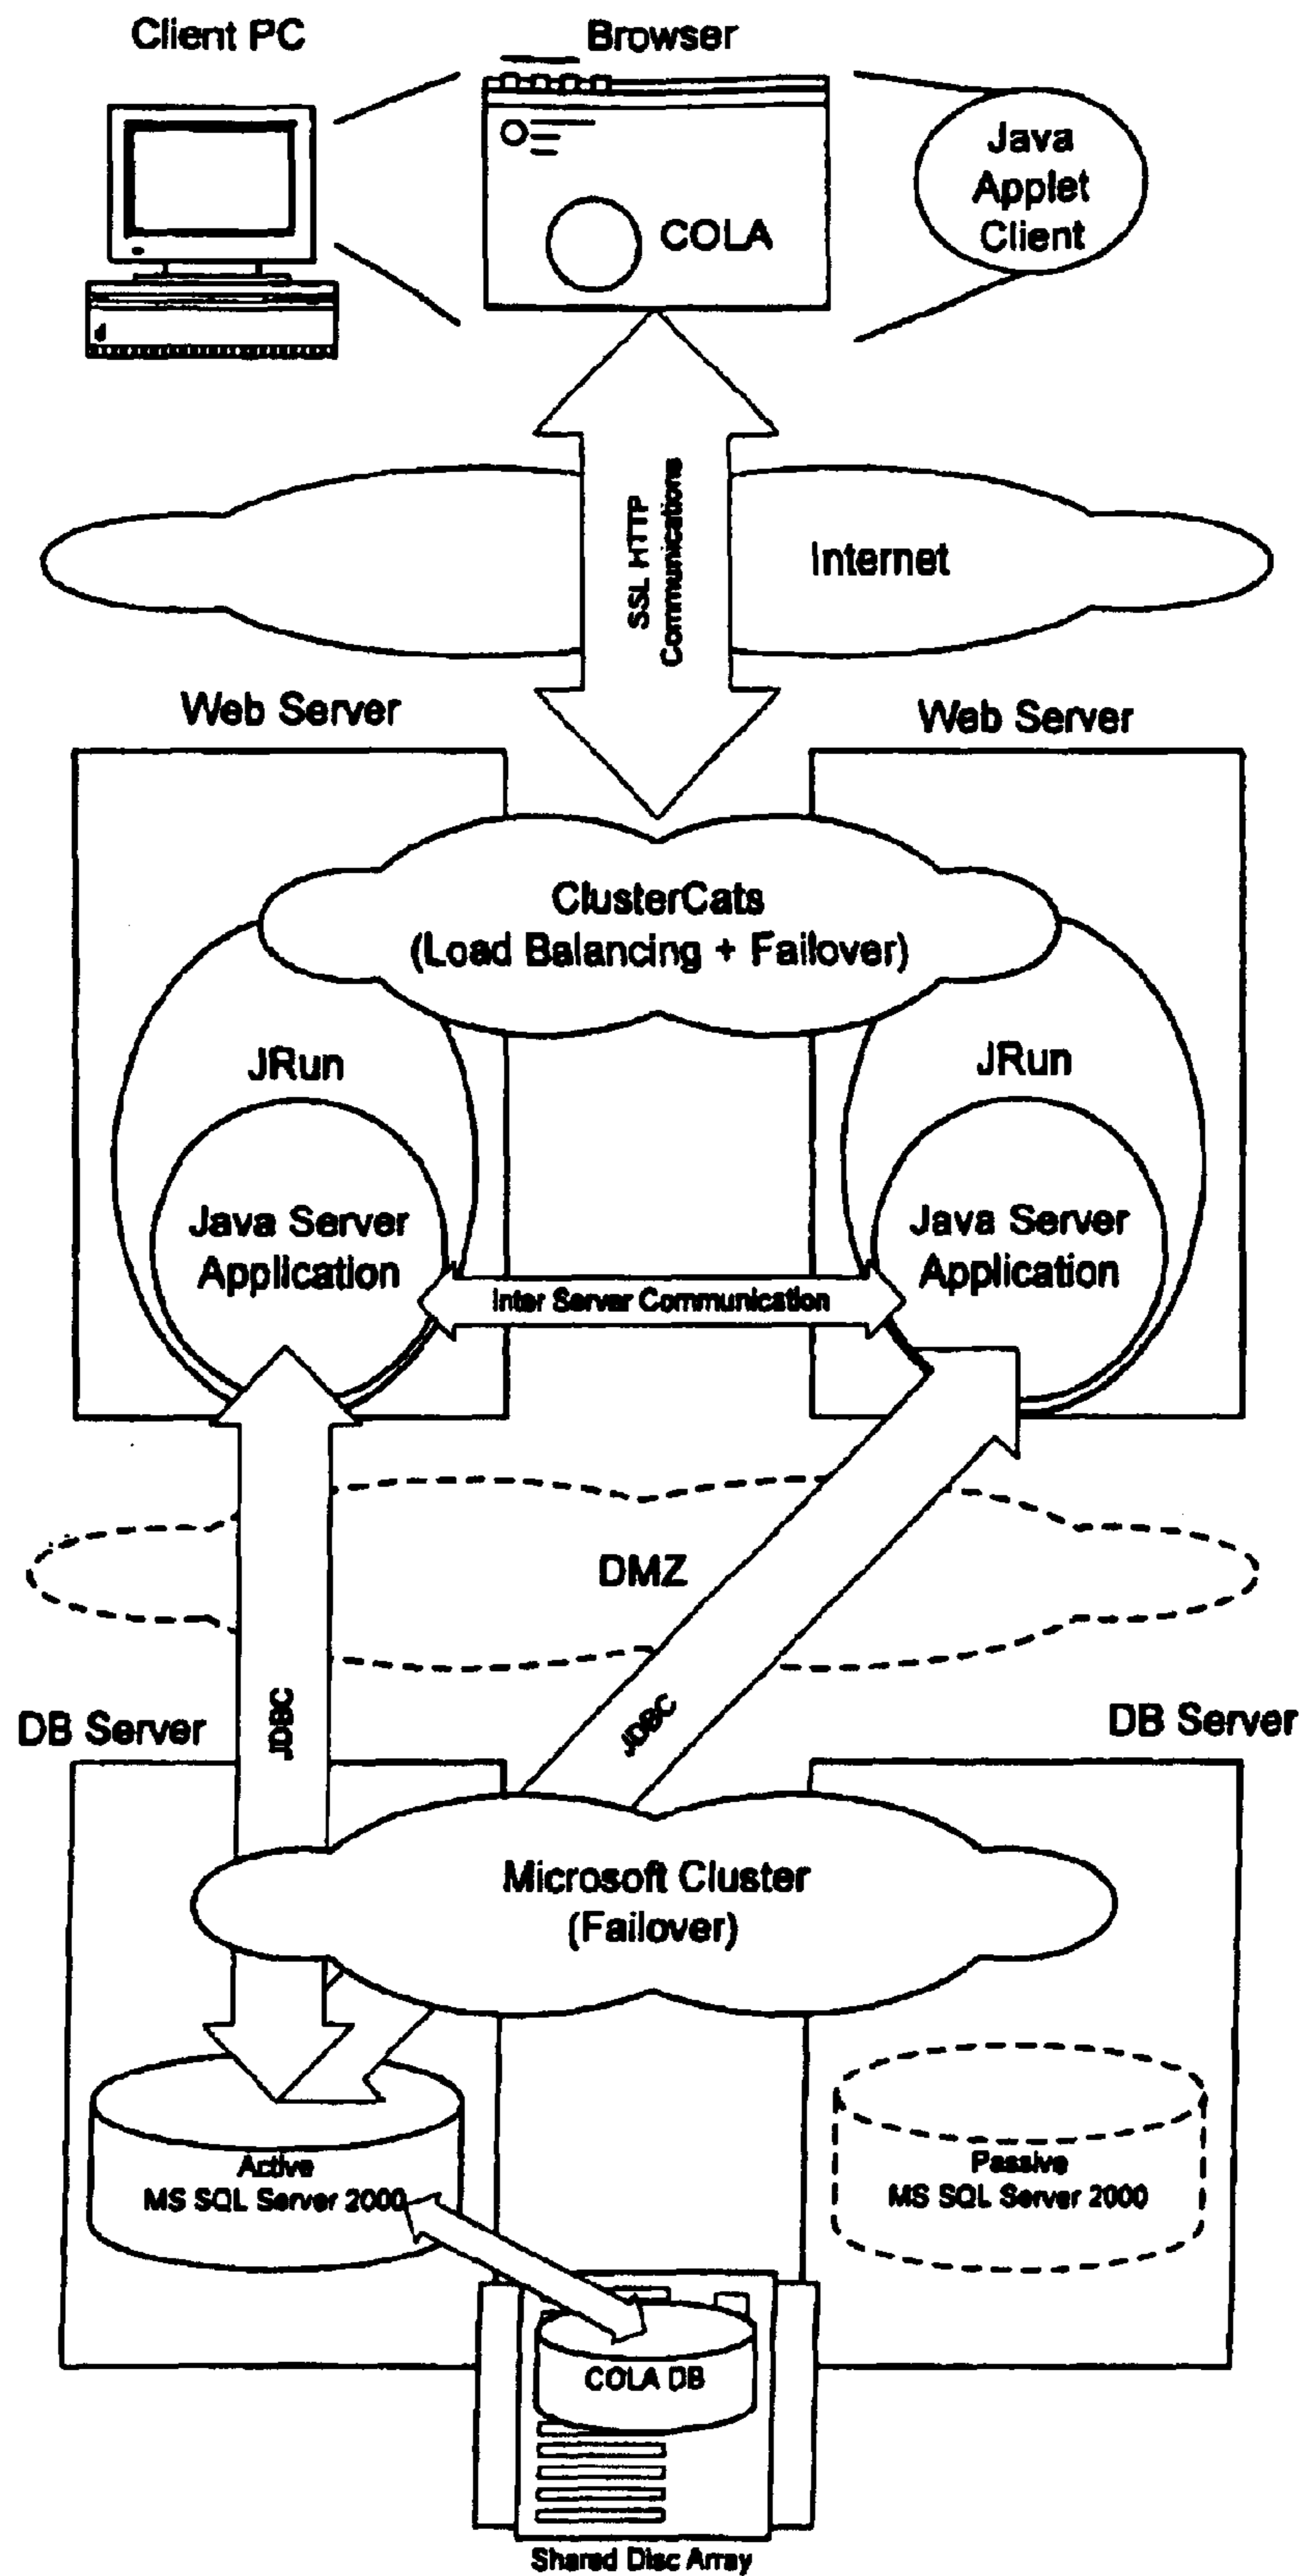 Client PC
Browser
Java
Applet
Client
COLA
SSL HTTP
Communications
Internet
Web Server
Web Server
ClusterCats
(Load Balancing + Failover)
JRun
JRun
Java Server
Application
Java Server
Application
Inter Server Communication
DMZ
JDBC
JDBC
DB Server
DB Server
Microsoft Cluster
(Failover)
Active
MS SQL Server 2000
Passive
MS SQL Server 2000
COLA DB
Shared Disc Array